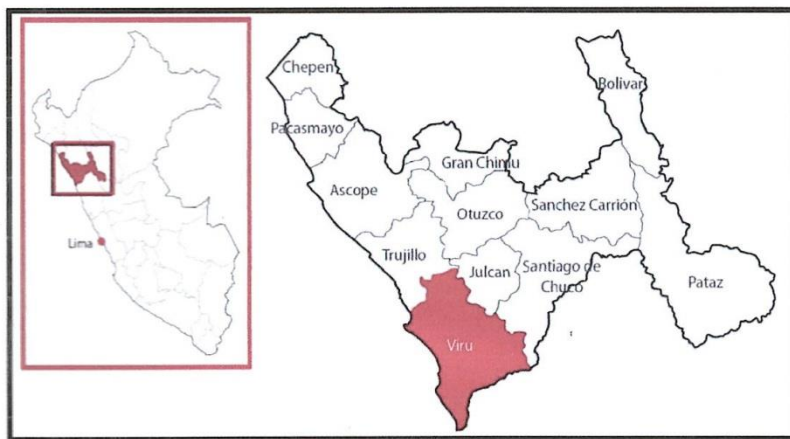 Lima
Chepen
Pacasmayo
Ascope
Gran Chimu
Otuzco
Trujillo
Julcan
Viru
Santiago de
Chuco
Sanchez Carrión
Bolivar
Pataz